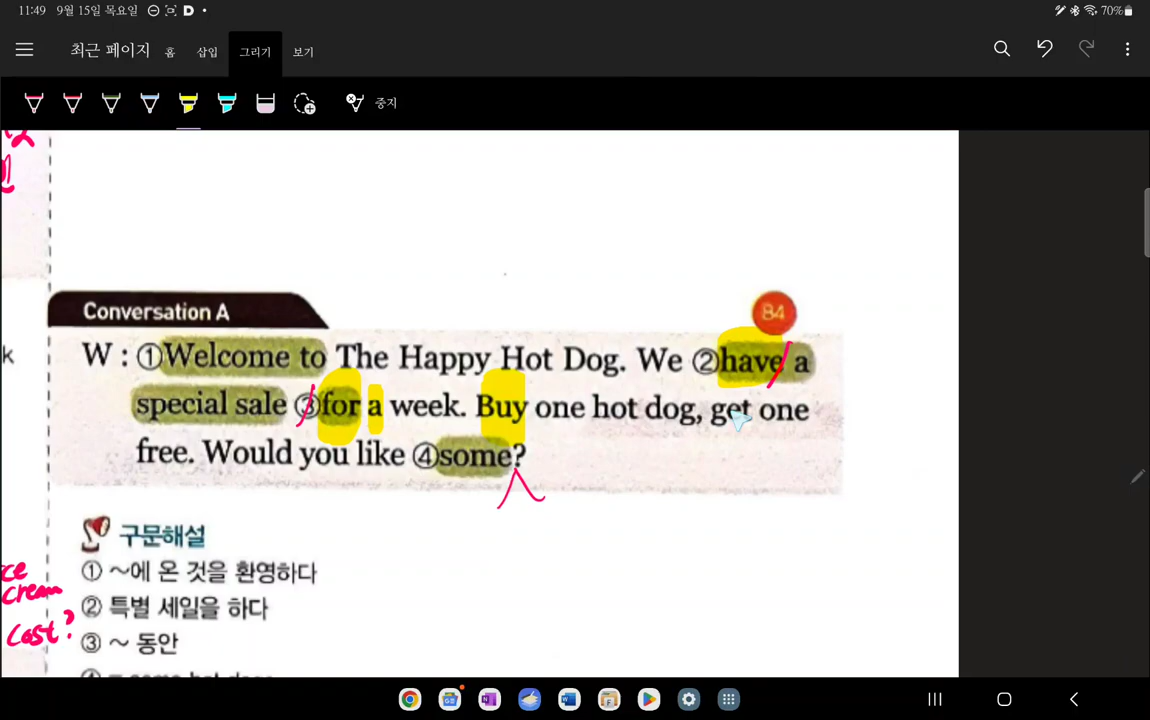 11:49 9월 15일 목요일 D 70%
최근 페이지 홈 삽입 그리기 보기
중지
Conversation A 84
k W : ①Welcome to The Happy Hot Dog. We ②have a
special sale ③for a week. Buy one hot dog, get one
free. Would you like ④some?
구문해설
① ~에 온 것을 환영하다
② 특별 세일을 하다
③ ~ 동안
cream
cost?